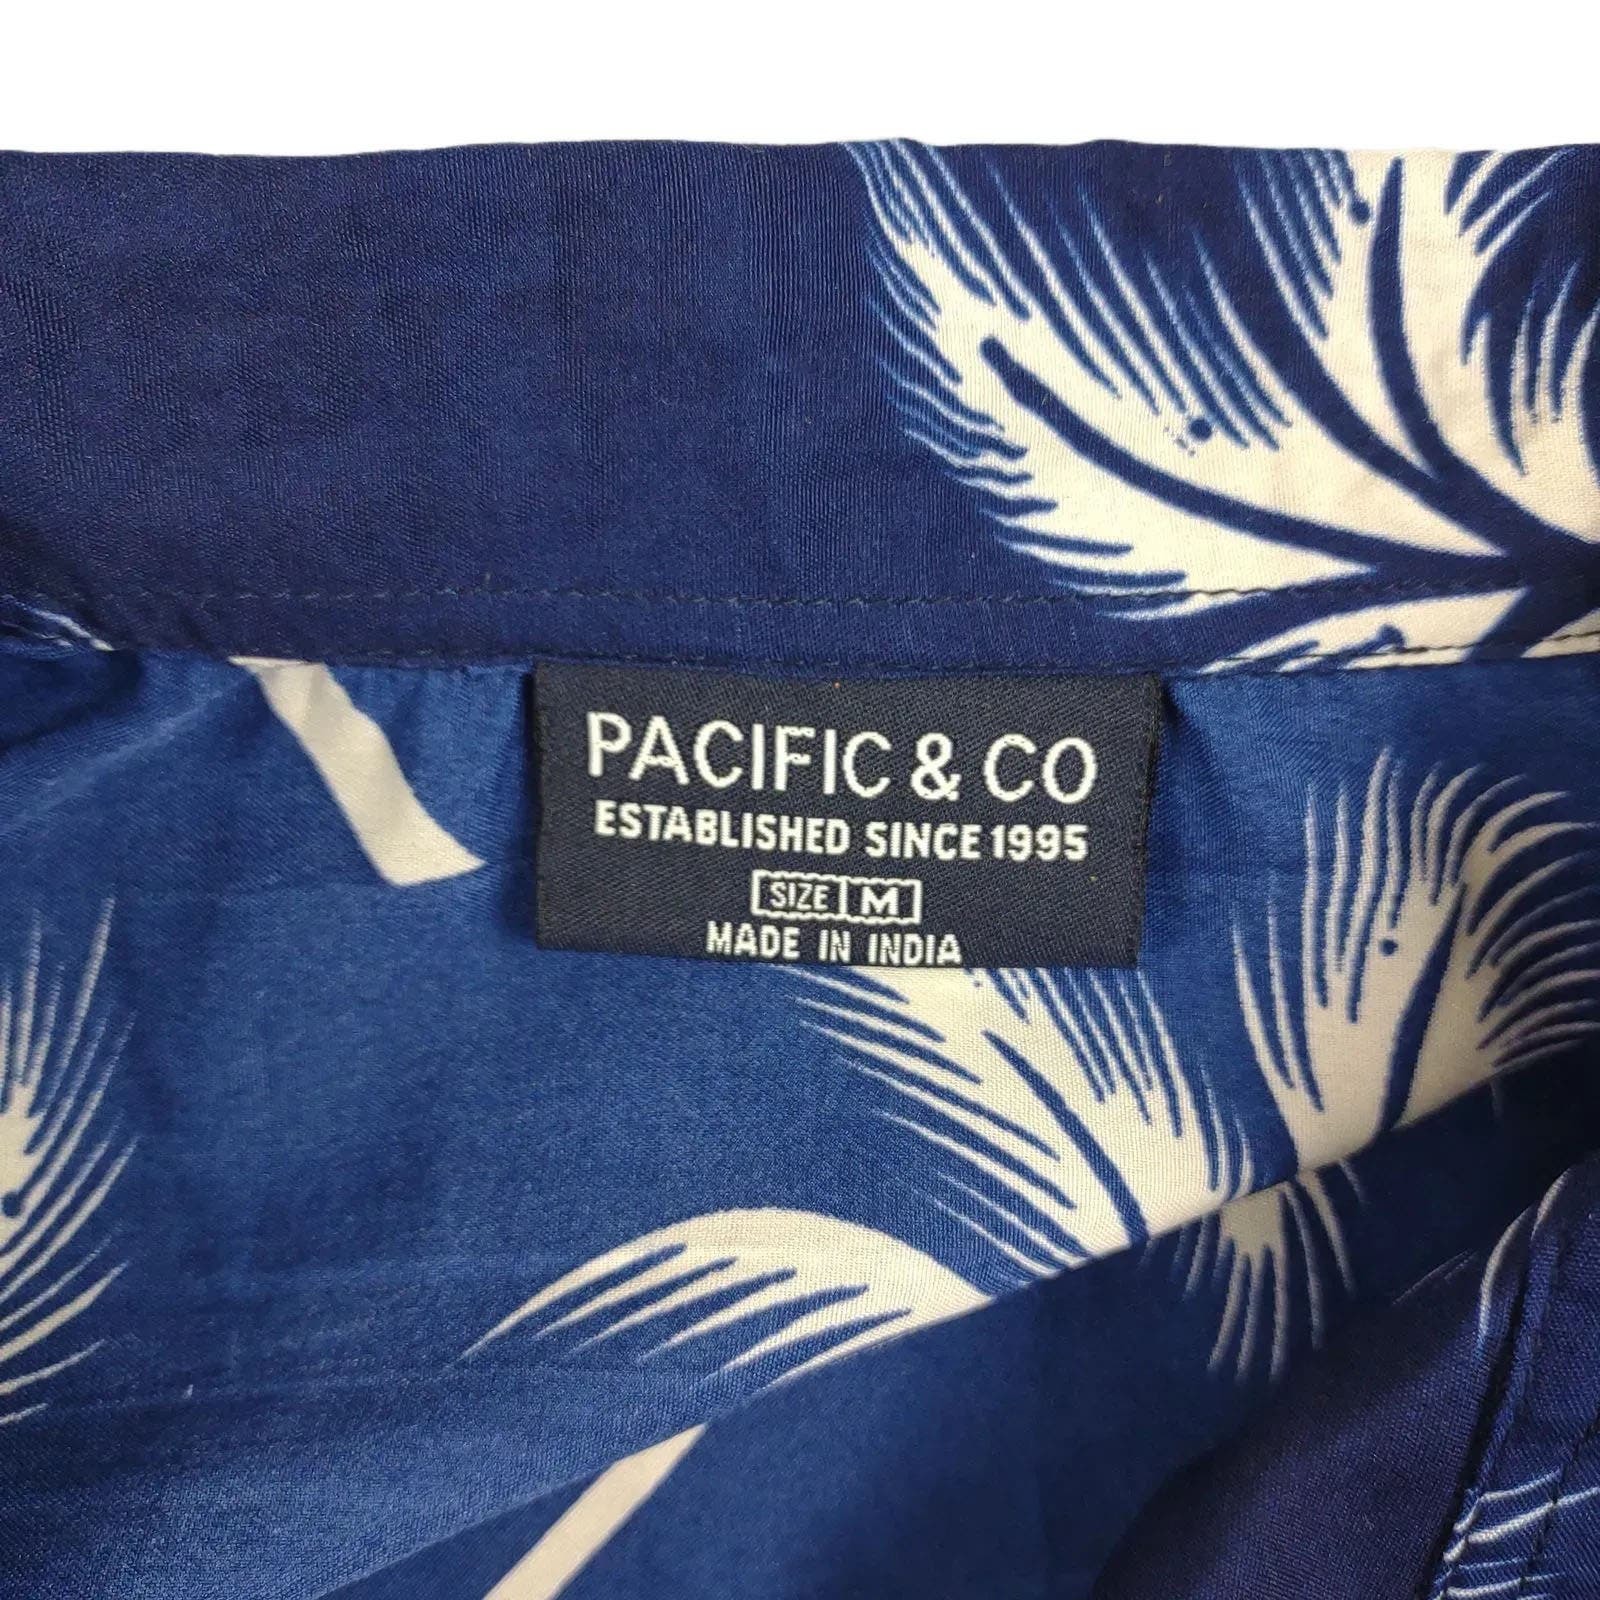 PACIFIC & CO
ESTABLISHED SINCE 1995
SIZE M
MADE IN INDIA